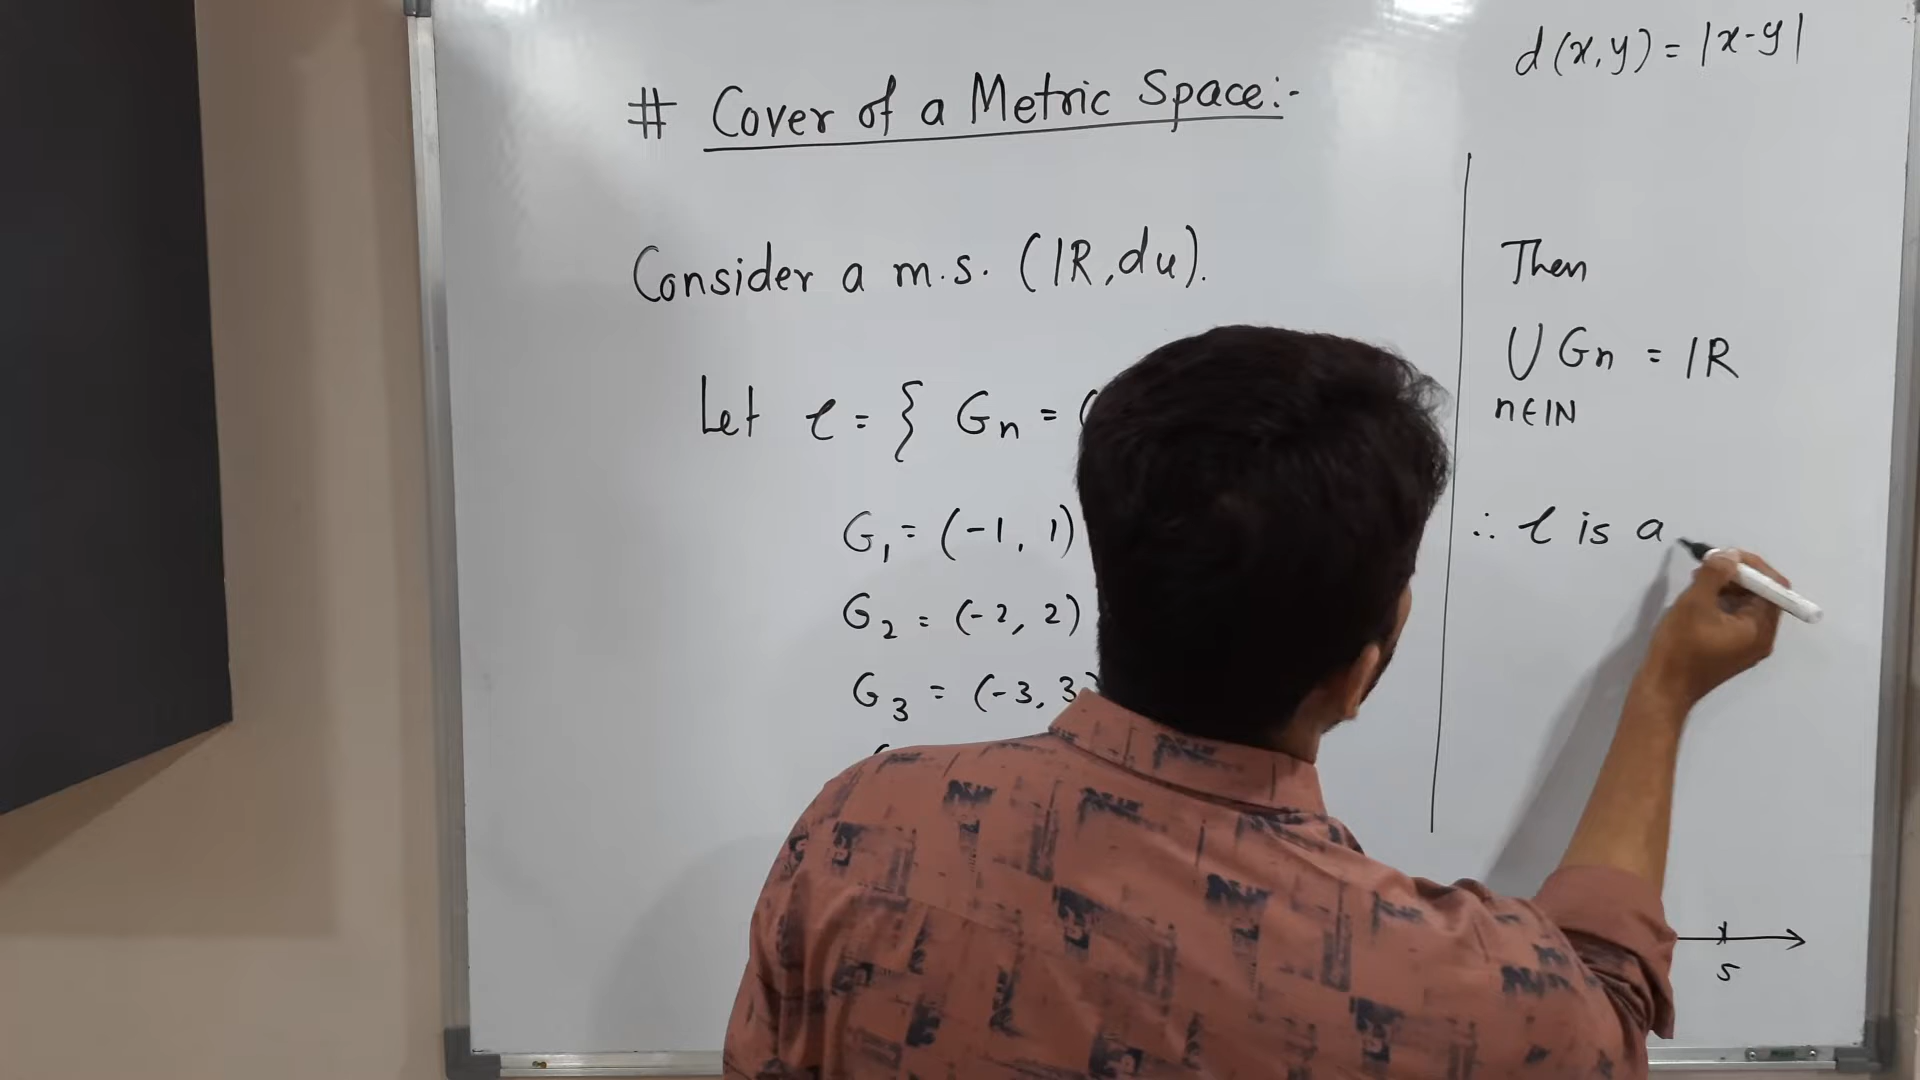 # Cover of a Metric Space:-
Consider a m.s. (IR, du).
Let ℓ = { Gn = (
G1 = (-1, 1)
G2 = (-2, 2)
G3 = (-3, 3)
d(x,y) = |x-y|
Then
∪ Gn = IR
n∈IN
∴ ℓ is a
5